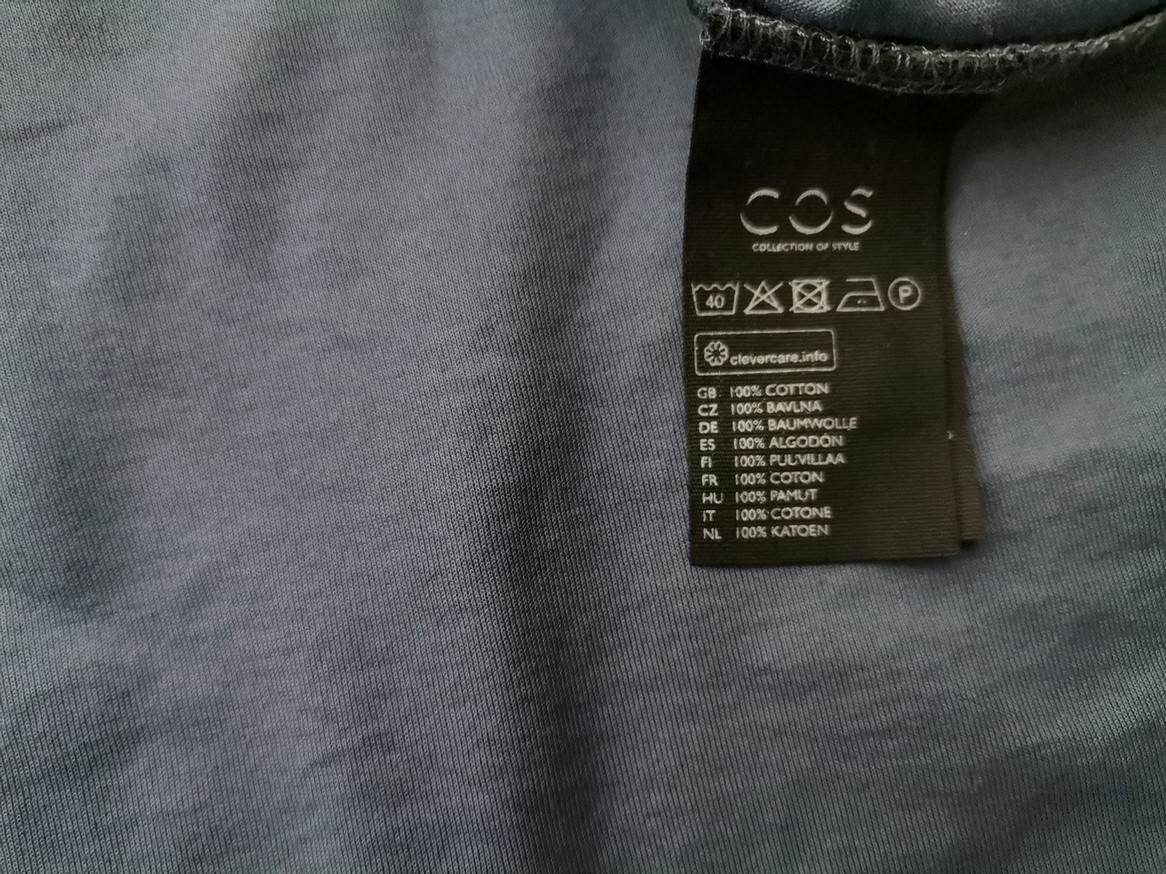 COS
COLLECTION OF STYLE
40 P
clevercare.info
GB 100% COTTON
CZ 100% BAVLNA
DE 100% BAUMWOLLE
ES 100% ALGODÓN
FI 100% PUUVILLAA
FR 100% COTON
HU 100% PAMUT
IT 100% COTONE
NL 100% KATOEN